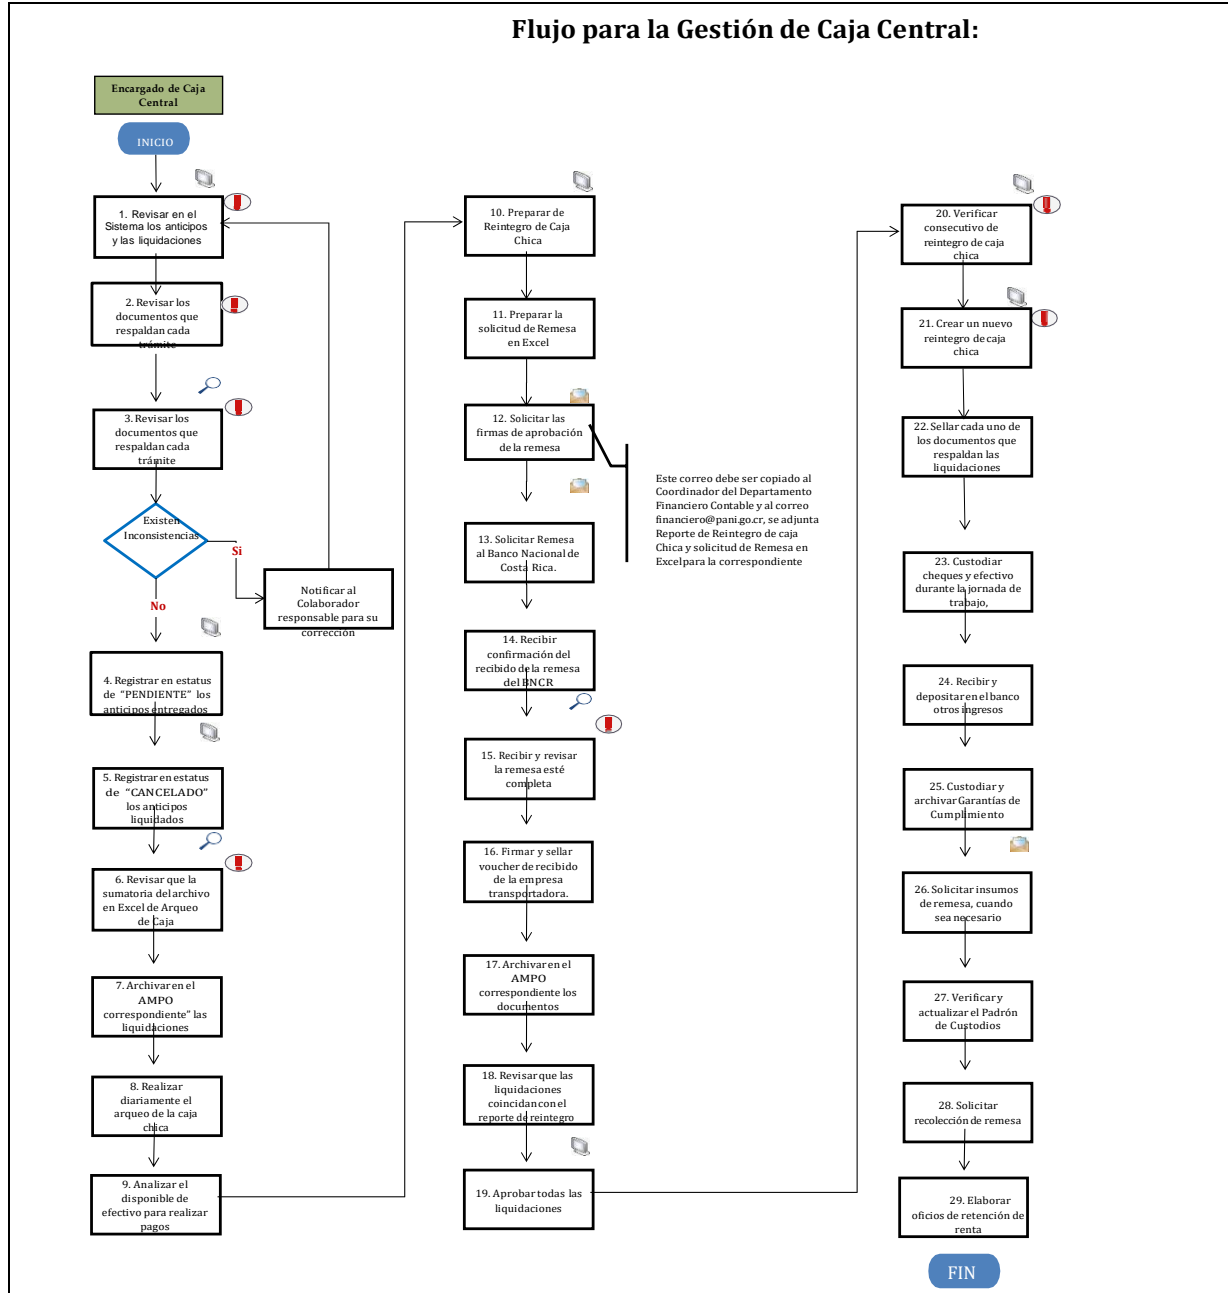 Flujo para la Gestión de Caja Central:
Encargado de Caja
Central
INICIO
1. Revisar en el
Sistema los anticipos
y las liquidaciones
2. Revisar los
documentos que
respaldan cada
trámite
3. Revisar los
documentos que
respaldan cada
trámite
Existen
Inconsistencias
Si
No
Notificar al
Colaborador
responsable para su
corrección
4. Registrar en estatus
de “PENDIENTE” los
anticipos entregados
5. Registrar en estatus
de “CANCELADO”
los anticipos
liquidados
6. Revisar que la
sumatoria del archivo
en Excel de Arqueo
de Caja
7. Archivar en el
AMPO
correspondiente” las
liquidaciones
8. Realizar
diariamente el
arqueo de la caja
chica
9. Analizar el
disponible de
efectivo para realizar
pagos
10. Preparar de
Reintegro de Caja
Chica
11. Preparar la
solicitud de Remesa
en Excel
12. Solicitar las
firmas de aprobación
de la remesa
Este correo debe ser copiado al
Coordinador del Departamento
Financiero Contable y al correo
financiero@pani.go.cr, se adjunta
Reporte de Reintegro de caja
Chica y solicitud de Remesa en
Excel para la correspondiente
13. Solicitar Remesa
al Banco Nacional de
Costa Rica.
14. Recibir
confirmación del
recibido de la remesa
del BNCR
15. Recibir y revisar
la remesa esté
completa
16. Firmar y sellar
voucher de recibido
de la empresa
transportadora.
17. Archivar en el
AMPO
correspondiente los
documentos
18. Revisar que las
liquidaciones
coincidan con el
reporte de reintegro
19. Aprobar todas las
liquidaciones
20. Verificar
consecutivo de
reintegro de caja
chica
21. Crear un nuevo
reintegro de caja
chica
22. Sellar cada uno de
los documentos que
respaldan las
liquidaciones
23. Custodiar
cheques y efectivo
durante la jornada de
trabajo,
24. Recibir y
depositar en el banco
otros ingresos
25. Custodiar y
archivar Garantías de
Cumplimiento
26. Solicitar insumos
de remesa, cuando
sea necesario
27. Verificar y
actualizar el Padrón
de Custodios
28. Solicitar
recolección de remesa
29. Elaborar
oficios de retención de
renta
FIN